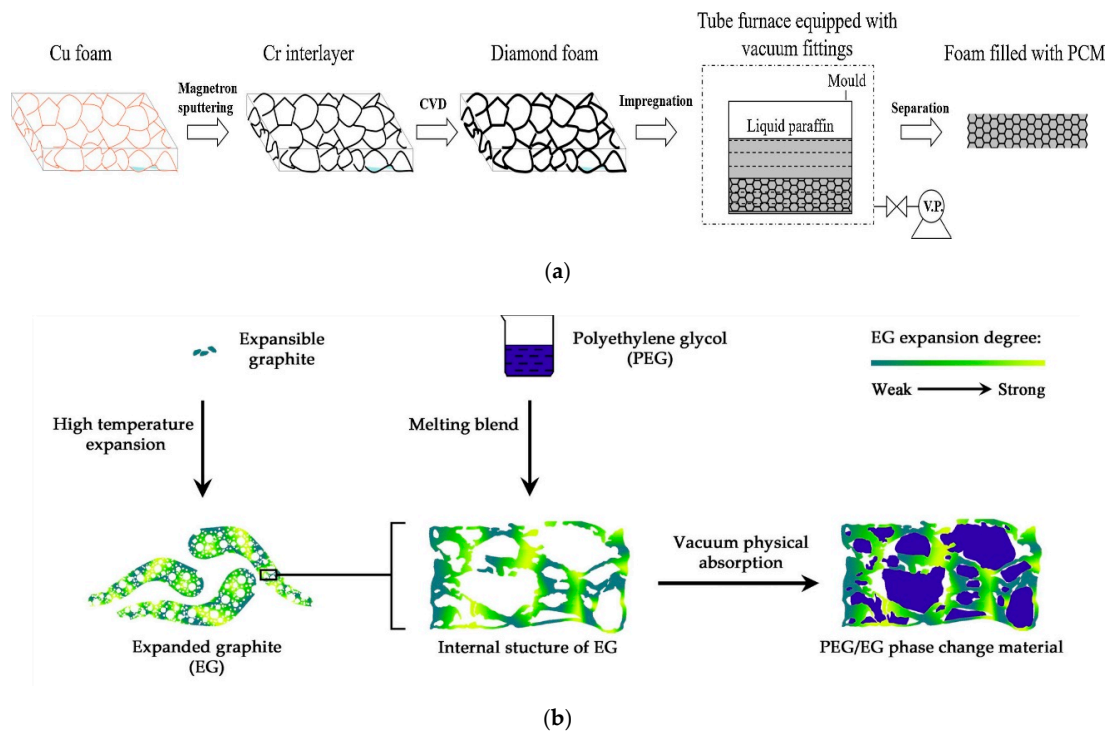 Cu foam
Magnetron
sputtering
Cr interlayer
CVD
Diamond foam
Impregnation
Tube furnace equipped with
vacuum fittings
Mould
Liquid paraffin
V.P.
Separation
Foam filled with PCM
(a)
Expansible
graphite
Polyethylene glycol
(PEG)
EG expansion degree:
Weak
Strong
High temperature
expansion
Melting blend
Vacuum physical
absorption
Expanded graphite
(EG)
Internal stucture of EG
PEG/EG phase change material
(b)